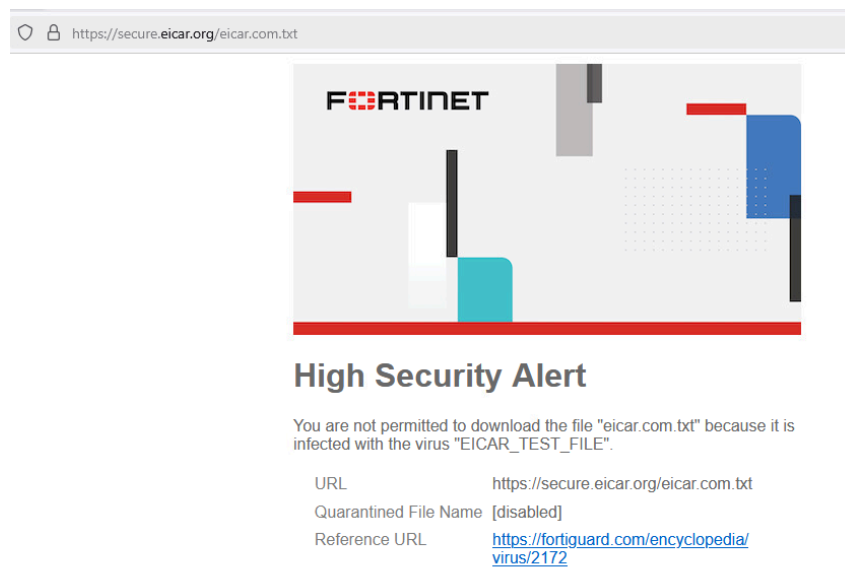 https://secure.eicar.org/eicar.com.txt
FORTINET
High Security Alert
You are not permitted to download the file "eicar.com.txt" because it is
infected with the virus "EICAR_TEST_FILE".
URL https://secure.eicar.org/eicar.com.txt
Quarantined File Name [disabled]
Reference URL https://fortiguard.com/encyclopedia/
virus/2172